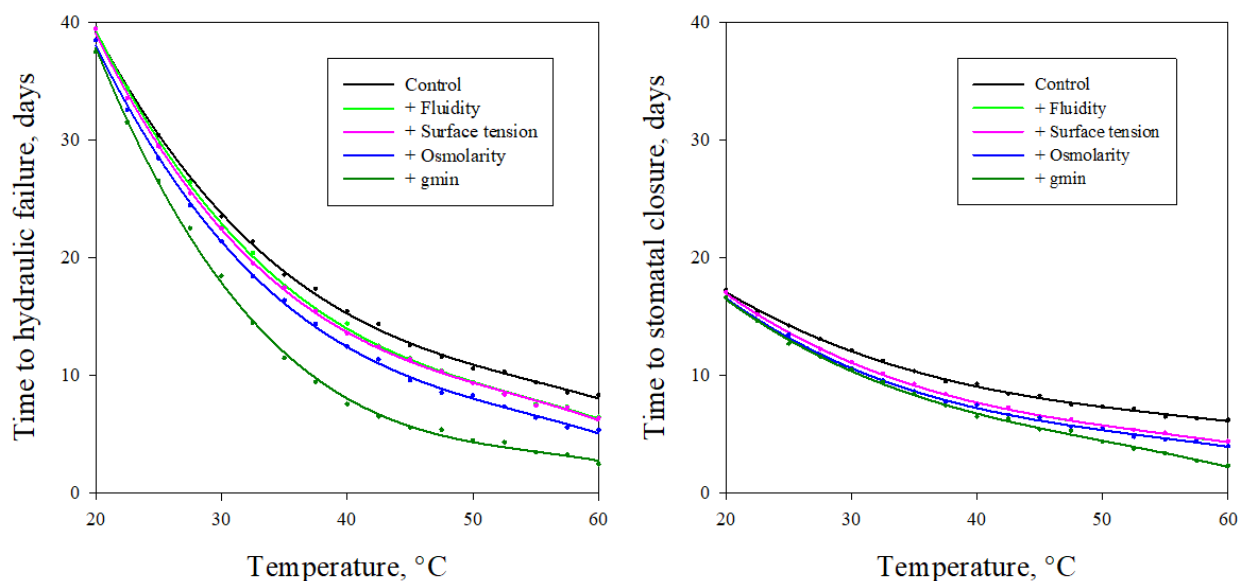 Time to hydraulic failure, days
40
30
20
10
0
Control
+ Fluidity
+ Surface tension
+ Osmolarity
+ gmin
20 30 40 50 60
Temperature, °C
Time to stomatal closure, days
40
30
20
10
0
Control
+ Fluidity
+ Surface tension
+ Osmolarity
+ gmin
20 30 40 50 60
Temperature, °C